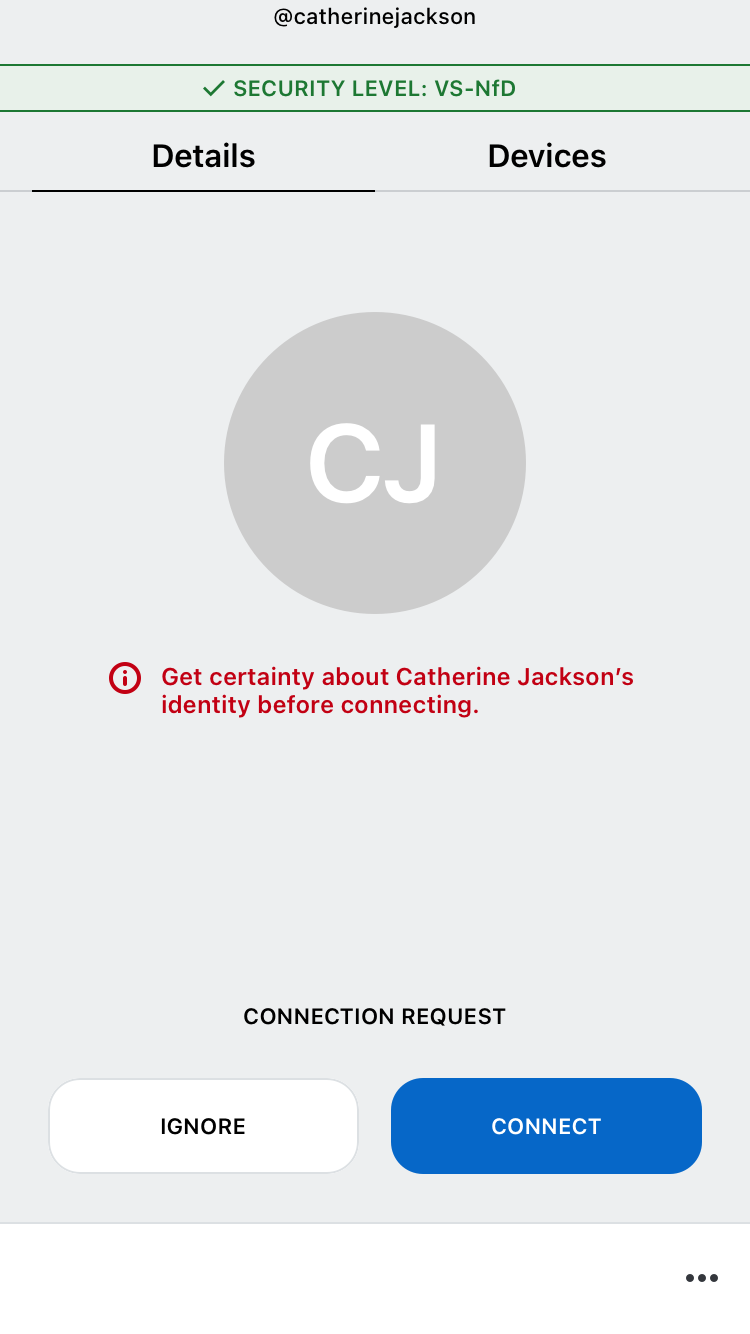 @catherinejackson
SECURITY LEVEL: VS-NfD
Details
Devices
CJ
Get certainty about Catherine Jackson’s
identity before connecting.
CONNECTION REQUEST
IGNORE
CONNECT